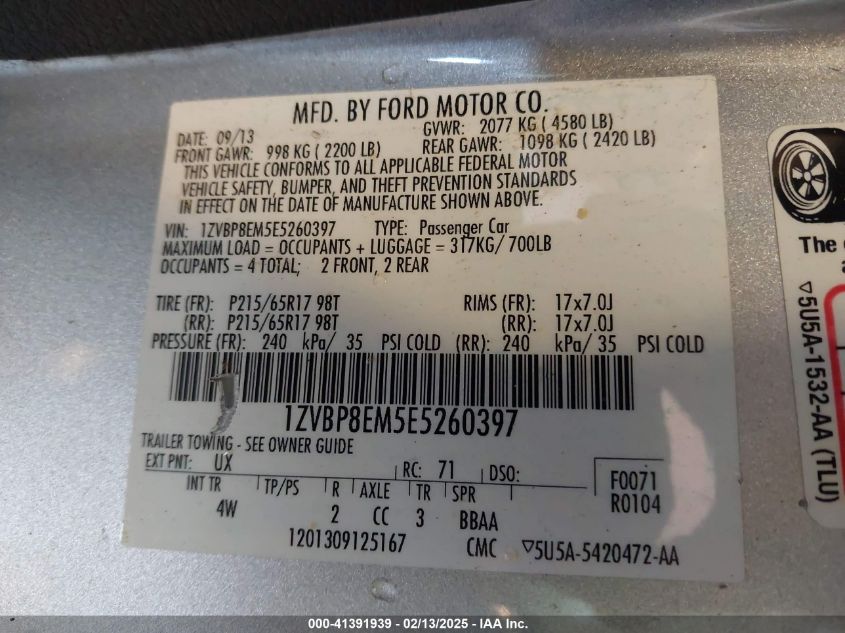 MFD. BY FORD MOTOR CO.
DATE: 09/13 GVWR: 2077 KG ( 4580 LB)
FRONT GAWR: 998 KG ( 2200 LB) REAR GAWR: 1098 KG ( 2420 LB)
THIS VEHICLE CONFORMS TO ALL APPLICABLE FEDERAL MOTOR
VEHICLE SAFETY, BUMPER, AND THEFT PREVENTION STANDARDS
IN EFFECT ON THE DATE OF MANUFACTURE SHOWN ABOVE.
VIN: 1ZVBP8EM5E5260397 TYPE: Passenger Car
MAXIMUM LOAD = OCCUPANTS + LUGGAGE = 317KG/ 700LB
OCCUPANTS = 4 TOTAL; 2 FRONT, 2 REAR
TIRE (FR): P215/65R17 98T RIMS (FR): 17x7.0J
(RR): P215/65R17 98T (RR): 17x7.0J
PRESSURE (FR): 240 kPa/ 35 PSI COLD (RR): 240 kPa/ 35 PSI COLD
1ZVBP8EM5E5260397
TRAILER TOWING - SEE OWNER GUIDE
EXT PNT: UX RC: 71 DSO: F0071
INT TR TP/PS R AXLE TR SPR R0104
4W 2 CC 3 BBAA
1201309125167 CMC ▽5U5A-5420472-AA
The
▽5U5A-1532-AA (TLU)
000-41391939 - 02/13/2025 - IAA Inc.